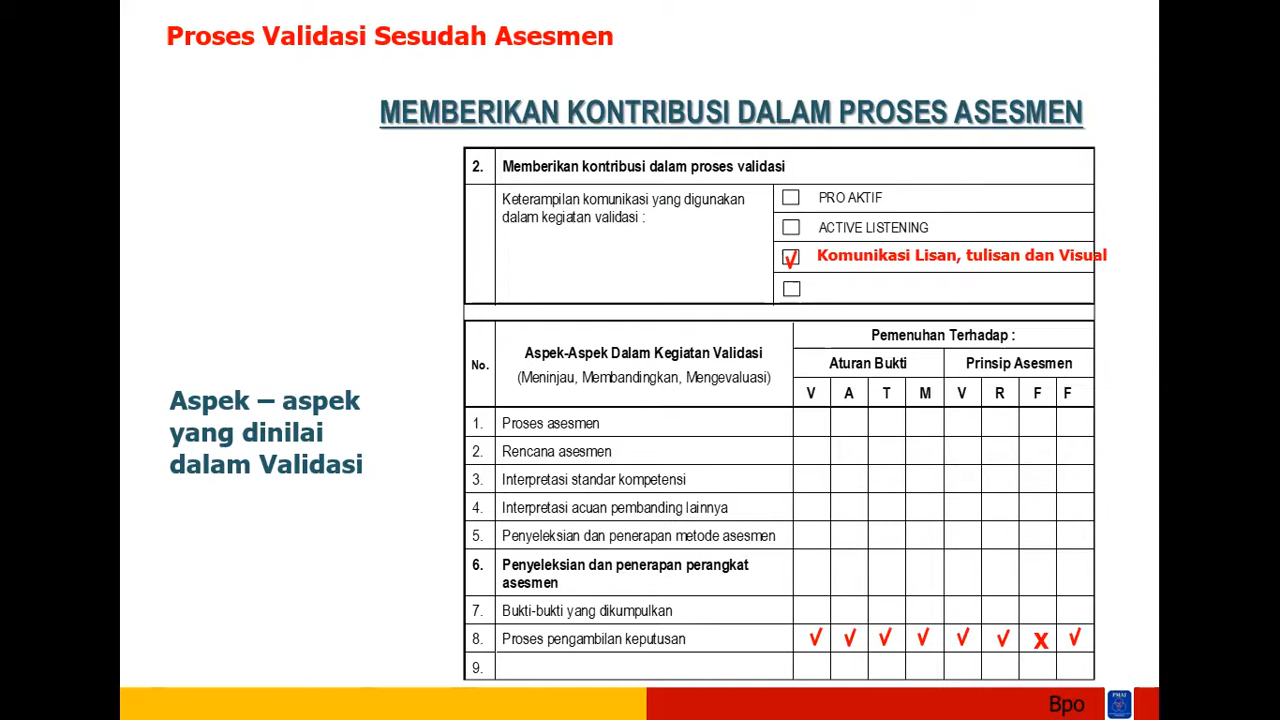 Proses Validasi Sesudah Asesmen
MEMBERIKAN KONTRIBUSI DALAM PROSES ASESMEN
2. Memberikan kontribusi dalam proses validasi
Keterampilan komunikasi yang digunakan
dalam kegiatan validasi :
PRO AKTIF
ACTIVE LISTENING
√ Komunikasi Lisan, tulisan dan Visual
Aspek – aspek
yang dinilai
dalam Validasi
No.
Aspek-Aspek Dalam Kegiatan Validasi
(Meninjau, Membandingkan, Mengevaluasi)
Pemenuhan Terhadap :
Aturan Bukti Prinsip Asesmen
V A T M V R F F
1. Proses asesmen
2. Rencana asesmen
3. Interpretasi standar kompetensi
4. Interpretasi acuan pembanding lainnya
5. Penyeleksian dan penerapan metode asesmen
6. Penyeleksian dan penerapan perangkat
asesmen
7. Bukti-bukti yang dikumpulkan
8. Proses pengambilan keputusan √ √ √ √ √ √ X √
9.
Bpo